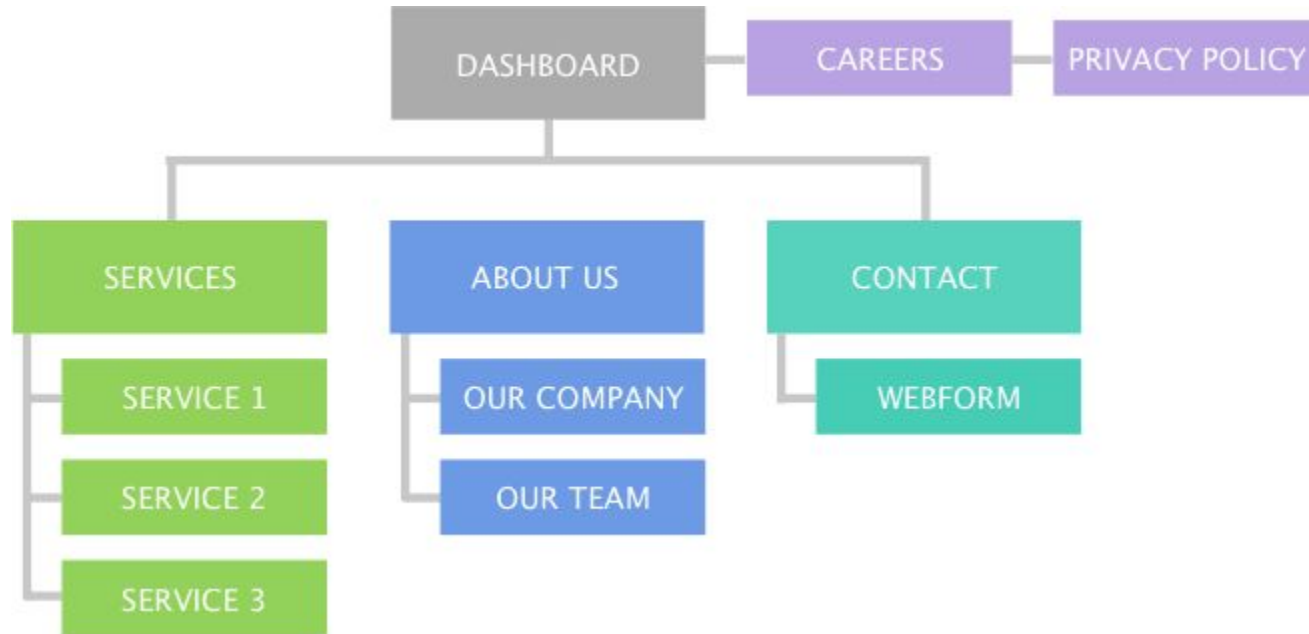 DASHBOARD
CAREERS
PRIVACY POLICY
SERVICES
ABOUT US
CONTACT
SERVICE 1
OUR COMPANY
WEBFORM
SERVICE 2
OUR TEAM
SERVICE 3